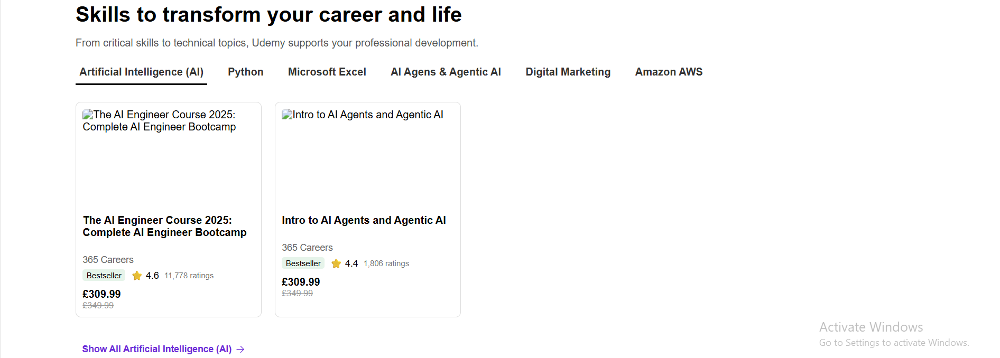 Skills to transform your career and life
From critical skills to technical topics, Udemy supports your professional development.
Artificial Intelligence (AI) Python Microsoft Excel AI Agens & Agentic AI Digital Marketing Amazon AWS
The AI Engineer Course 2025:
Complete AI Engineer Bootcamp
The AI Engineer Course 2025:
Complete AI Engineer Bootcamp
365 Careers
Bestseller 4.6 11,778 ratings
£309.99
£349.99
Intro to AI Agents and Agentic AI
Intro to AI Agents and Agentic AI
365 Careers
Bestseller 4.4 1,806 ratings
£309.99
£349.99
Show All Artificial Intelligence (AI) →
Activate Windows
Go to Settings to activate Windows.